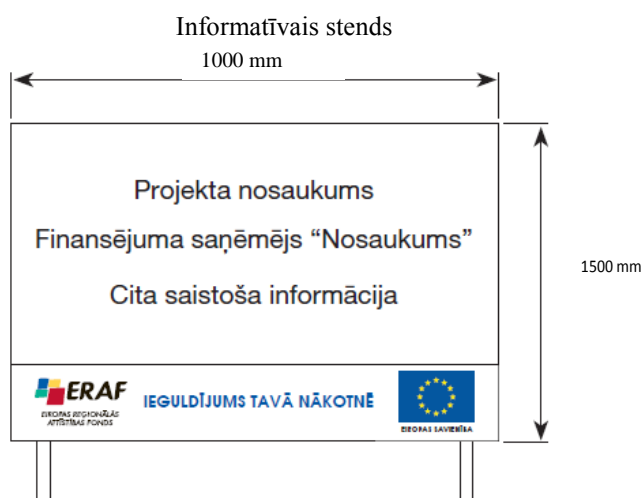 Informatīvais stends
1000 mm
Projekta nosaukums
Finansējuma saņēmējs “Nosaukums”
Cita saistoša informācija
1500 mm
ERAF
EIROPAS REĢIONĀLĀS
ATTĪSTĪBAS FONDS
IEGULDĪJUMS TAVĀ NĀKOTNĒ
EIROPAS SAVIENĪBA